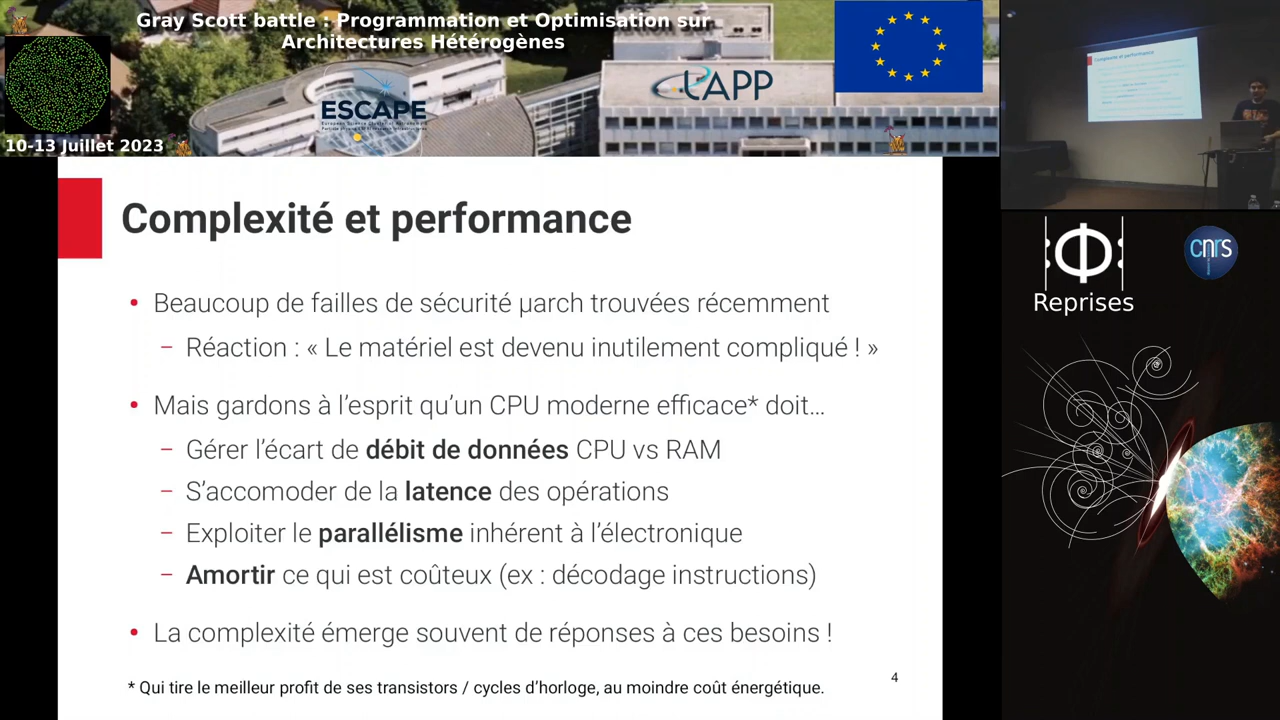 Gray Scott battle : Programmation et Optimisation sur
Architectures Hétérogènes
ESCAPE
LAPP
10-13 Juillet 2023
Complexité et performance
Beaucoup de failles de sécurité µarch trouvées récemment
– Réaction : « Le matériel est devenu inutilement compliqué ! »
Mais gardons à l’esprit qu’un CPU moderne efficace* doit…
– Gérer l’écart de débit de données CPU vs RAM
– S’accomoder de la latence des opérations
– Exploiter le parallélisme inhérent à l’électronique
– Amortir ce qui est coûteux (ex : décodage instructions)
La complexité émerge souvent de réponses à ces besoins !
* Qui tire le meilleur profit de ses transistors / cycles d’horloge, au moindre coût énergétique.
4
Complexité et performance
Reprises
cnrs